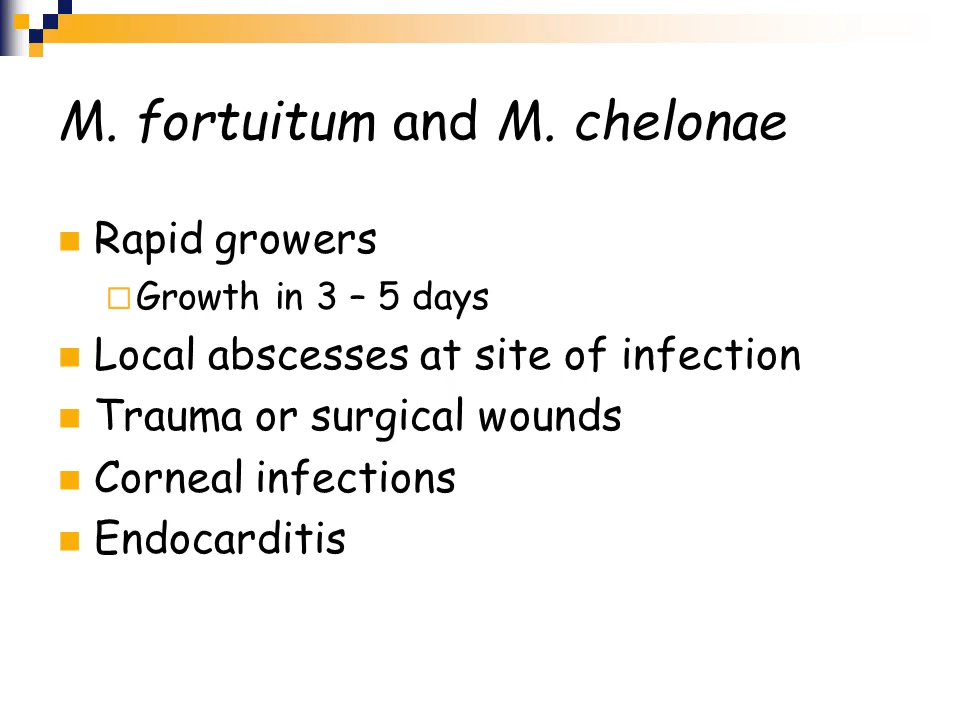 M. fortuitum and M. chelonae
Rapid growers
Growth in 3 – 5 days
Local abscesses at site of infection
Trauma or surgical wounds
Corneal infections
Endocarditis